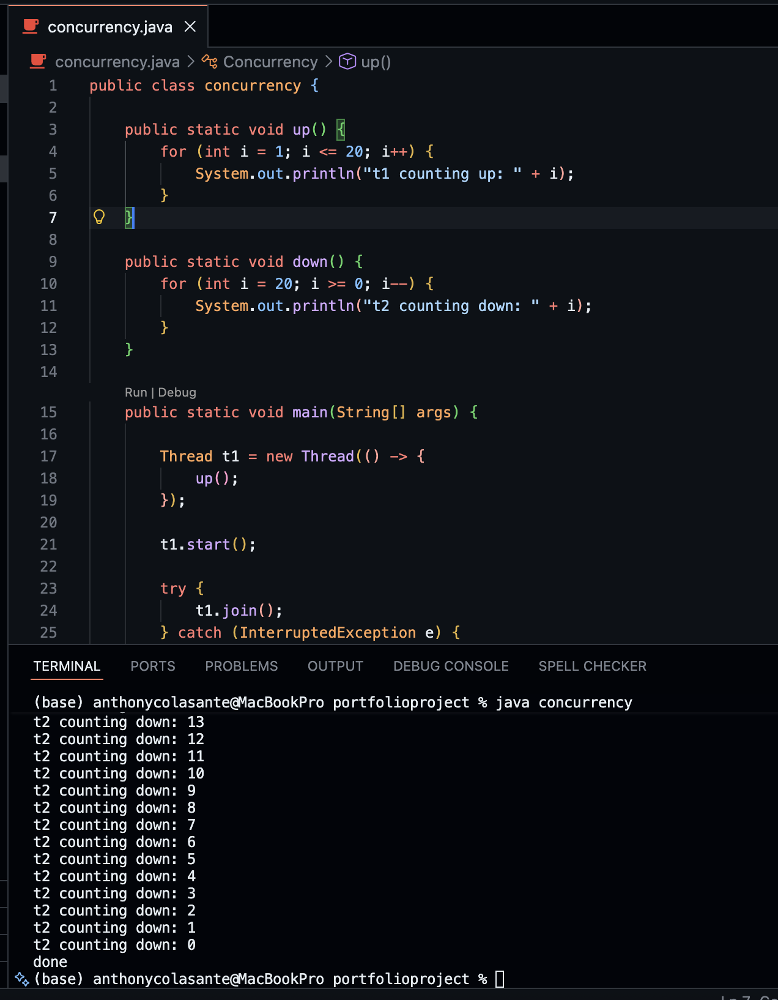 concurrency.java
concurrency.java > Concurrency > up()
1 public class concurrency {
2
3 public static void up() {
4 for (int i = 1; i <= 20; i++) {
5 System.out.println("t1 counting up: " + i);
6 }
7 }
8
9 public static void down() {
10 for (int i = 20; i >= 0; i--) {
11 System.out.println("t2 counting down: " + i);
12 }
13 }
14
Run | Debug
15 public static void main(String[] args) {
16
17 Thread t1 = new Thread(() -> {
18 up();
19 });
20
21 t1.start();
22
23 try {
24 t1.join();
25 } catch (InterruptedException e) {
TERMINAL PORTS PROBLEMS OUTPUT DEBUG CONSOLE SPELL CHECKER
(base) anthonycolasante@MacBookPro portfolioproject % java concurrency
t2 counting down: 13
t2 counting down: 12
t2 counting down: 11
t2 counting down: 10
t2 counting down: 9
t2 counting down: 8
t2 counting down: 7
t2 counting down: 6
t2 counting down: 5
t2 counting down: 4
t2 counting down: 3
t2 counting down: 2
t2 counting down: 1
t2 counting down: 0
done
(base) anthonycolasante@MacBookPro portfolioproject %